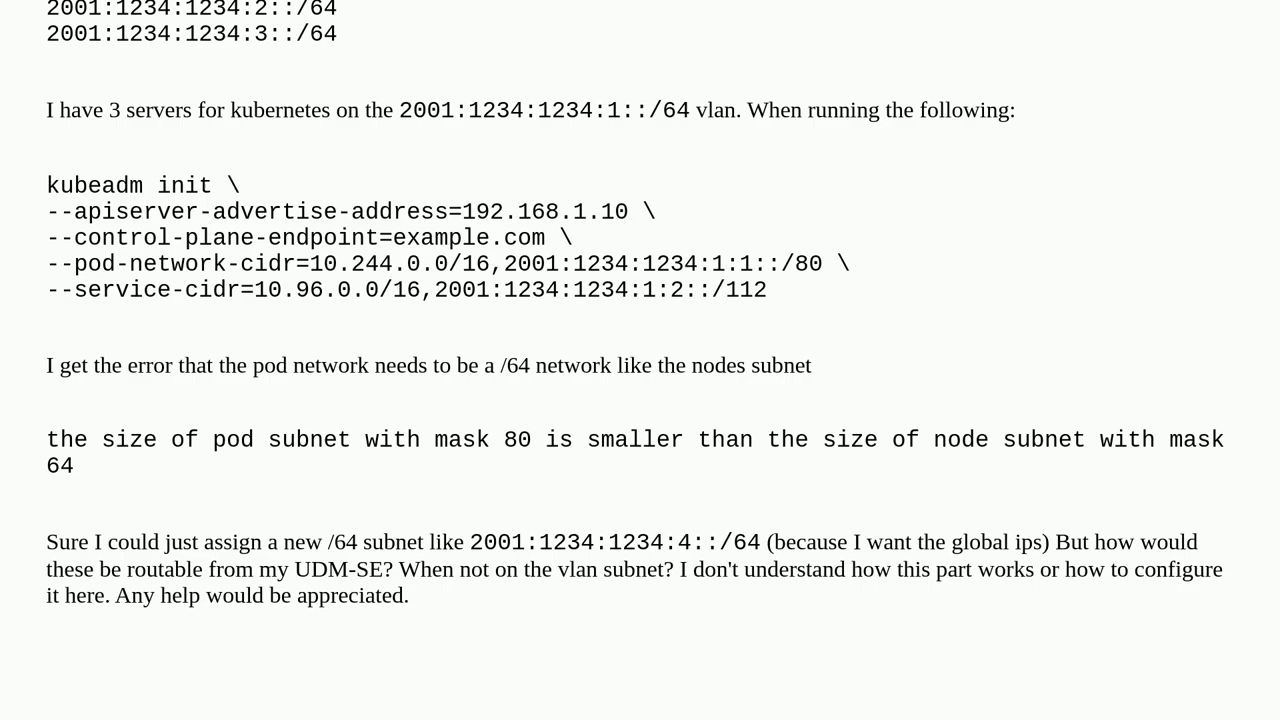 2001:1234:1234:2::/64
2001:1234:1234:3::/64
I have 3 servers for kubernetes on the 2001:1234:1234:1::/64 vlan. When running the following:
kubeadm init \
--apiserver-advertise-address=192.168.1.10 \
--control-plane-endpoint=example.com \
--pod-network-cidr=10.244.0.0/16,2001:1234:1234:1:1::/80 \
--service-cidr=10.96.0.0/16,2001:1234:1234:1:2::/112
I get the error that the pod network needs to be a /64 network like the nodes subnet
the size of pod subnet with mask 80 is smaller than the size of node subnet with mask
64
Sure I could just assign a new /64 subnet like 2001:1234:1234:4::/64 (because I want the global ips) But how would
these be routable from my UDM-SE? When not on the vlan subnet? I don't understand how this part works or how to configure
it here. Any help would be appreciated.